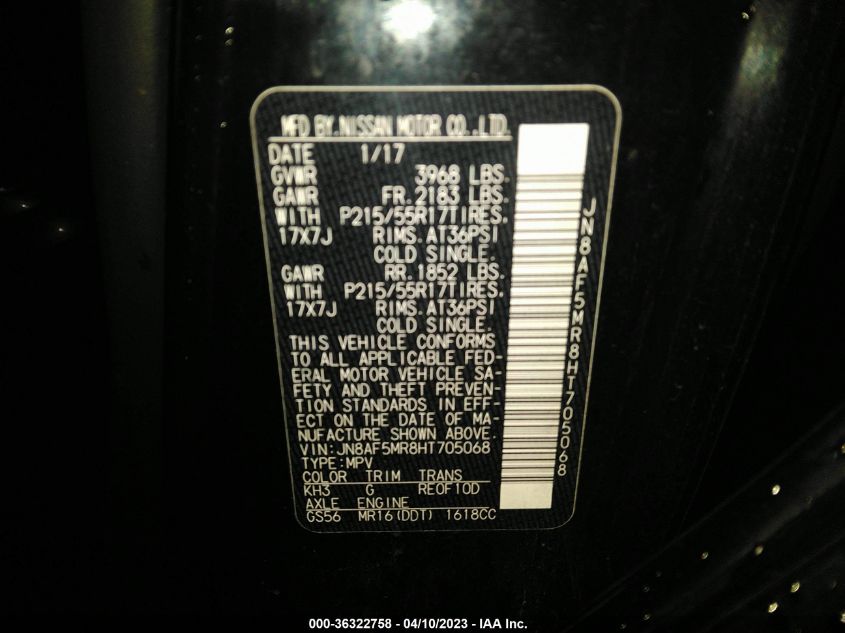 MFD BY.NISSAN MOTOR CO.,LTD.
DATE 1/17
GVWR 3968 LBS.
GAWR FR.2183 LBS.
WITH P215/55R17TIRES.
17X7J RIMS.AT36PSI
COLD SINGLE.
GAWR RR.1852 LBS.
WITH P215/55R17TIRES.
17X7J RIMS.AT36PSI
COLD SINGLE.
THIS VEHICLE CONFORMS
TO ALL APPLICABLE FED-
ERAL MOTOR VEHICLE SA-
FETY AND THEFT PREVEN-
TION STANDARDS IN EFF-
ECT ON THE DATE OF MA-
NUFACTURE SHOWN ABOVE.
VIN:JN8AF5MR8HT705068
TYPE:MPV
COLOR TRIM TRANS
KH3 G RE0F10D
AXLE ENGINE
GS56 MR16(DDT) 1618CC
JN8AF5MR8HT705068
000-36322758 - 04/10/2023 - IAA Inc.